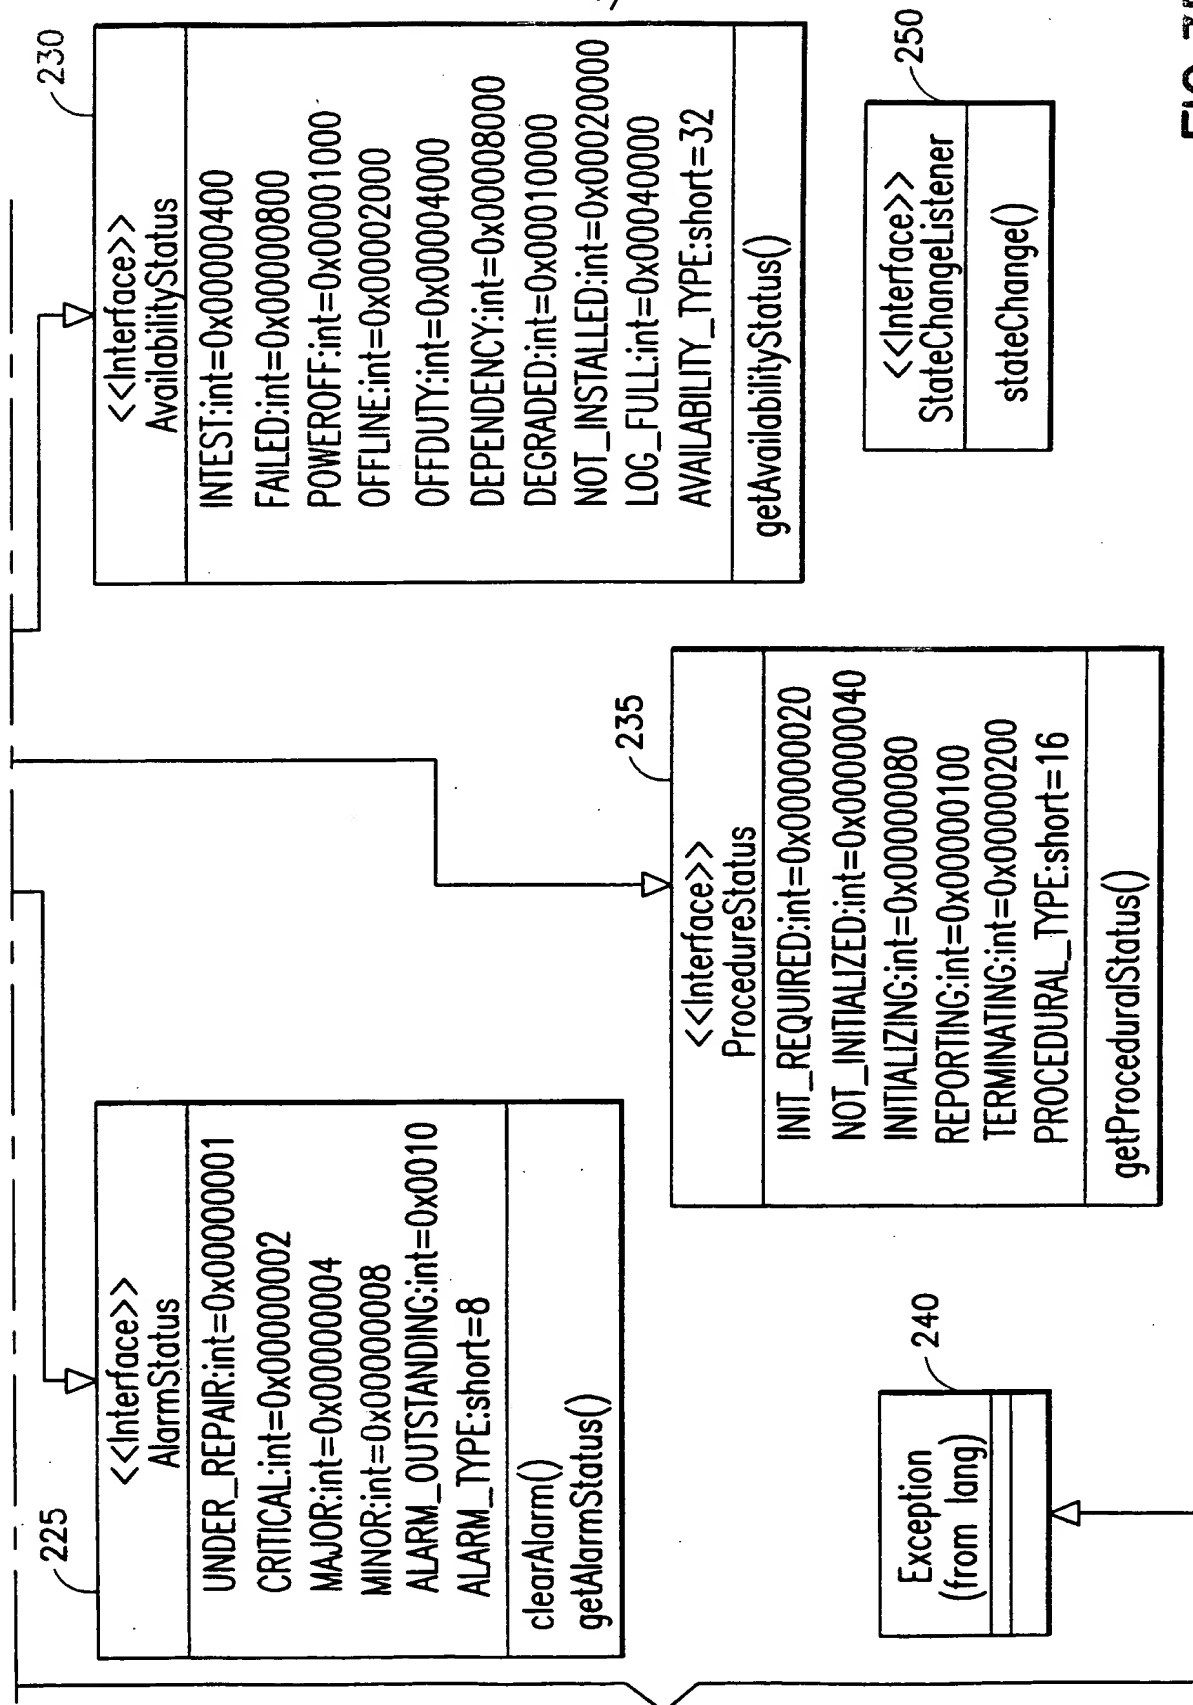 225
<<Interface>>
AlarmStatus
UNDER_REPAIR:int=0x00000001
CRITICAL:int=0x00000002
MAJOR:int=0x00000004
MINOR:int=0x00000008
ALARM_OUTSTANDING:int=0x0010
ALARM_TYPE:short=8
clearAlarm()
getAlarmStatus()
230
<<Interface>>
AvailabilityStatus
INTEST:int=0x00000400
FAILED:int=0x00000800
POWEROFF:int=0x00001000
OFFLINE:int=0x00002000
OFFDUTY:int=0x00004000
DEPENDENCY:int=0x00008000
DEGRADED:int=0x00010000
NOT_INSTALLED:int=0x00020000
LOG_FULL:int=0x00040000
AVAILABILITY_TYPE:short=32
getAvailabilityStatus()
235
<<Interface>>
ProcedureStatus
INIT_REQUIRED:int=0x00000020
NOT_INITIALIZED:int=0x00000040
INITIALIZING:int=0x00000080
REPORTING:int=0x00000100
TERMINATING:int=0x00000200
PROCEDURAL_TYPE:short=16
getProceduralStatus()
240
Exception
(from lang)
250
<<Interface>>
StateChangeListener
stateChange()